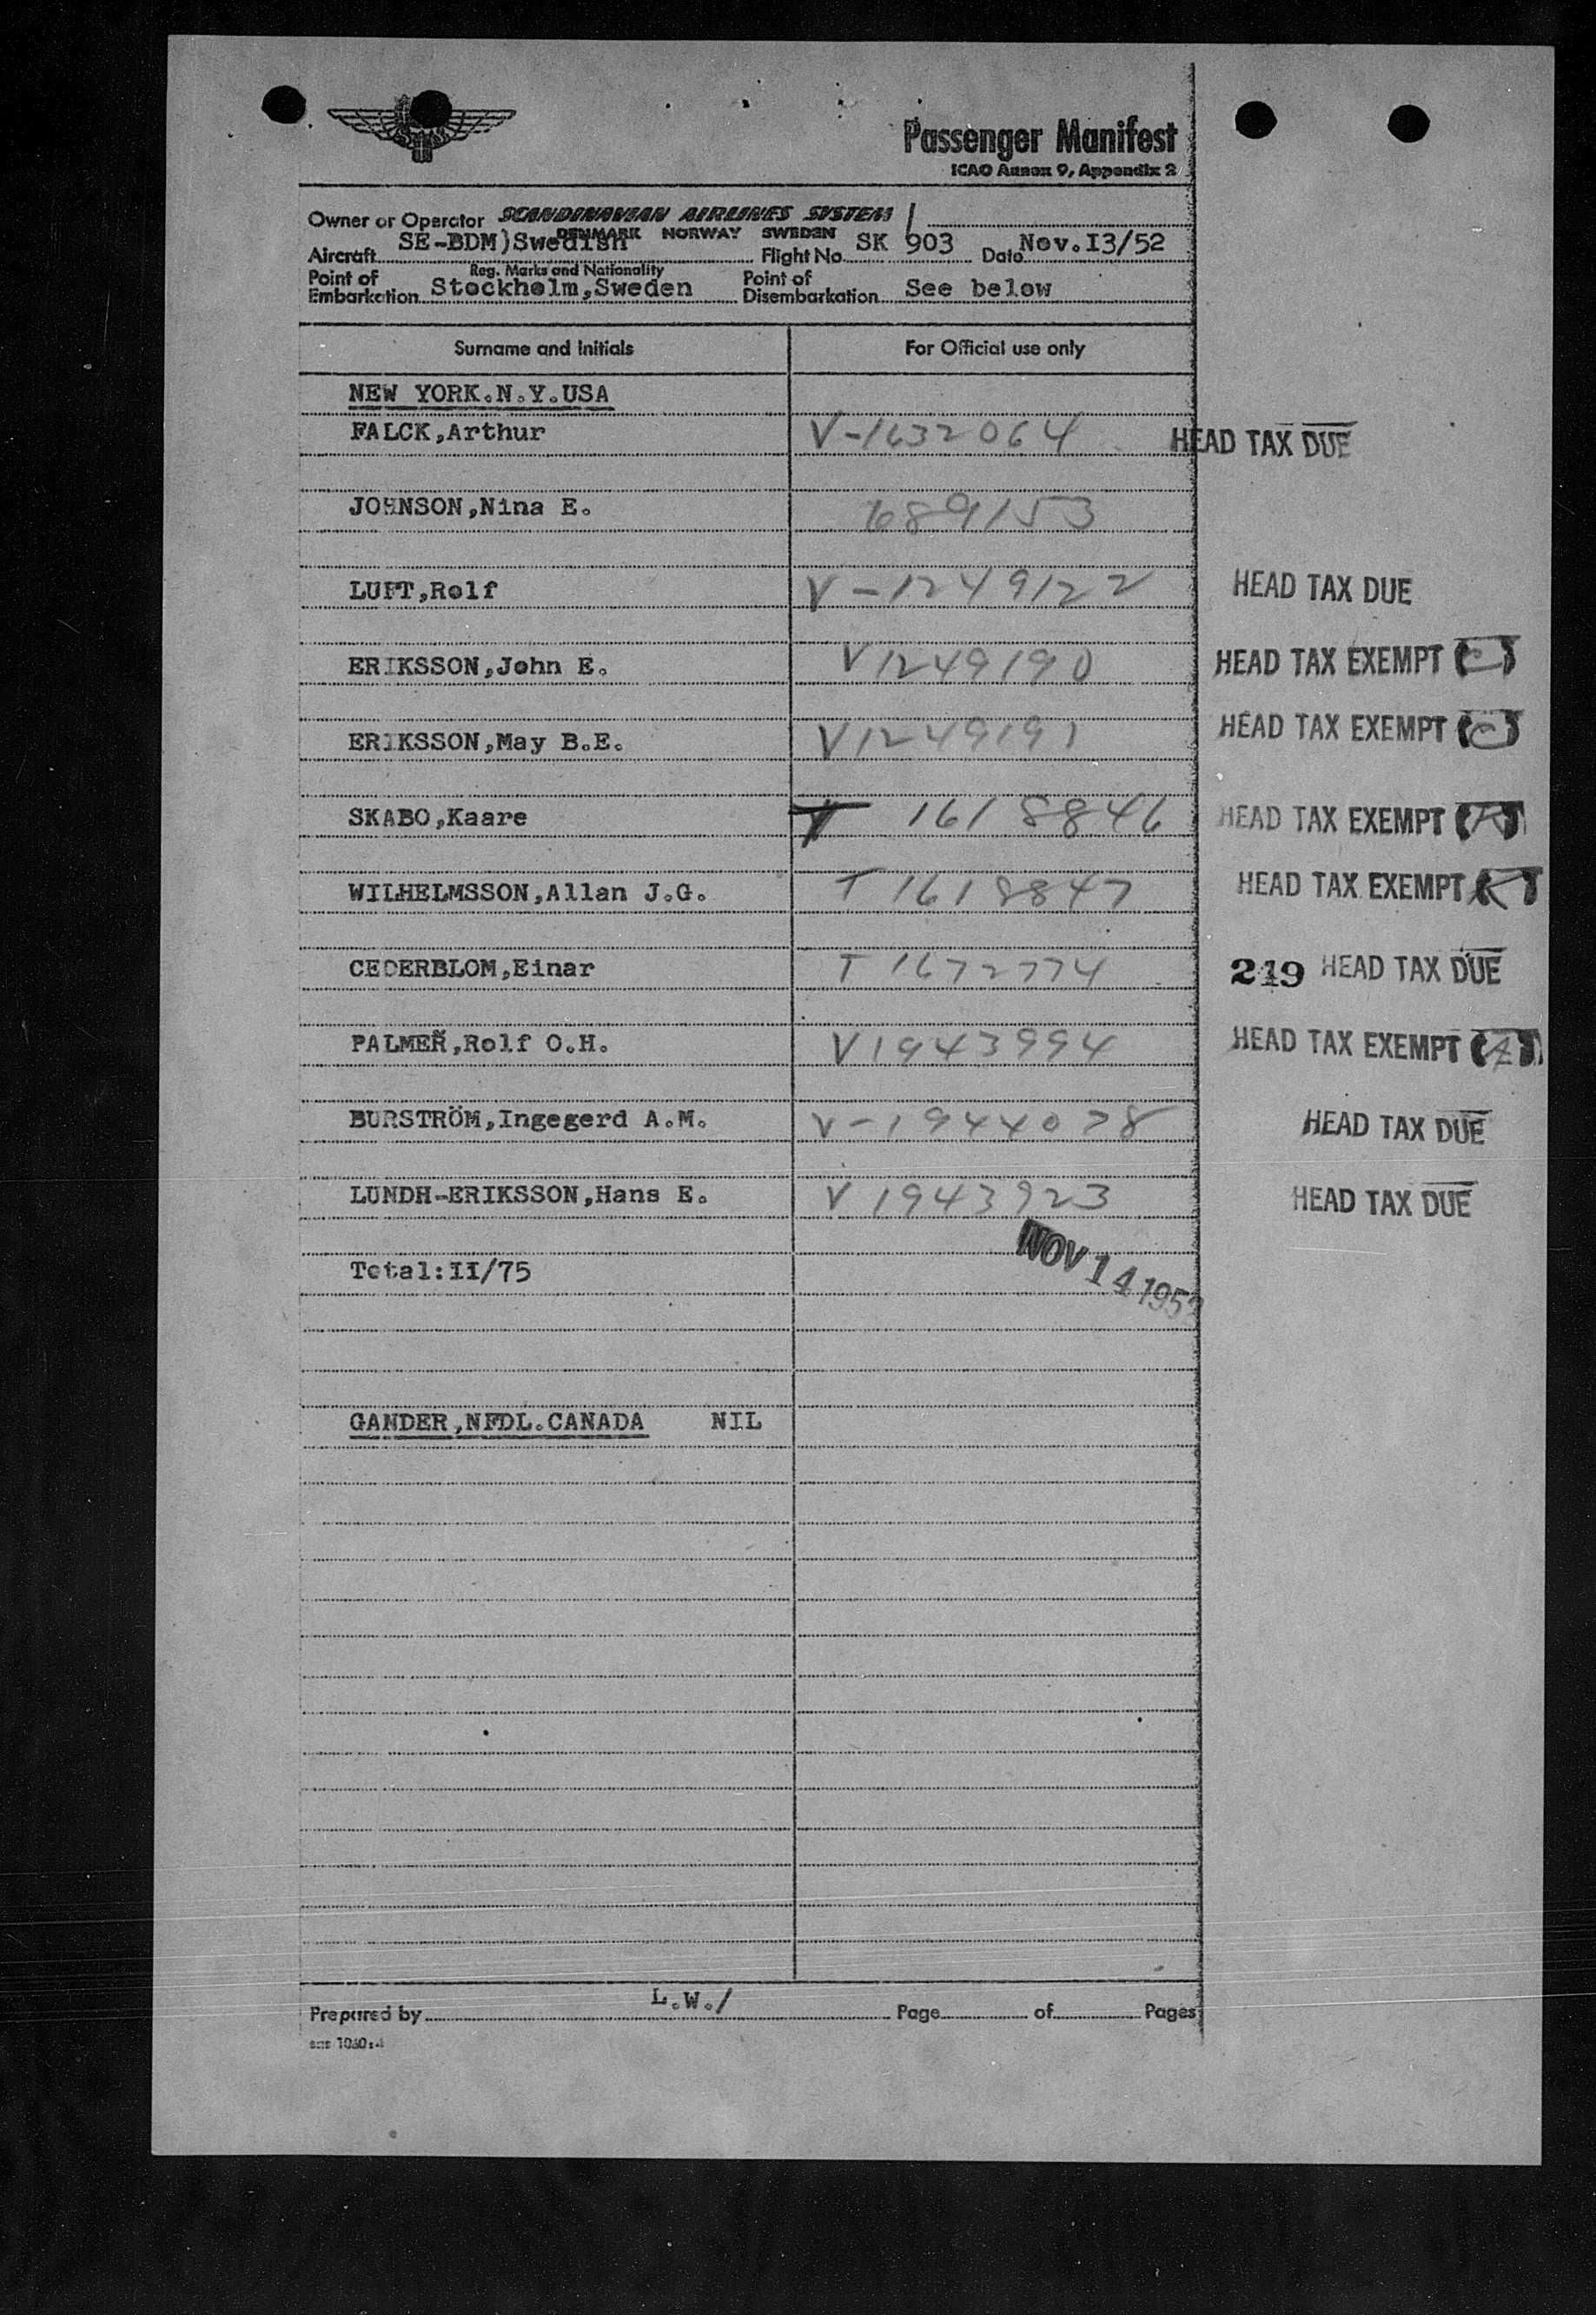 Passenger Manifest
ICAO Annex 9, Appendix 2
Owner or Operator SCANDINAVIAN AIRLINES SYSTEM
DENMARK NORWAY SWEDEN
Aircraft SE-BDM)Swedish Flight No. SK 903 Date Nov.I3/52
Reg. Marks and Nationality
Point of Embarkation Stockholm,Sweden Point of Disembarkation See below
Surname and Initials For Official use only
NEW YORK.N.Y.USA
FALCK,Arthur V-1632064 HEAD TAX DUE
JOHNSON,Nina E. 689153
LUFT,Rolf V-1249122 HEAD TAX DUE
ERIKSSON,John E. V1249190 HEAD TAX EXEMPT (C)
ERIKSSON,May B.E. V1249191 HEAD TAX EXEMPT (C)
SKABO,Kaare 1618846 HEAD TAX EXEMPT (K)
WILHELMSSON,Allan J.G. T 1618847 HEAD TAX EXEMPT (K)
CEDERBLOM,Einar T 1672774 219 HEAD TAX DUE
PALMER,Rolf O.H. V1943994 HEAD TAX EXEMPT
BURSTRÖM,Ingegerd A.M. V-1944078 HEAD TAX DUE
LUNDH-ERIKSSON,Hans E. V 1943923 HEAD TAX DUE
NOV 14 1952
Total:II/75
GANDER,NFDL.CANADA NIL
Prepared by L.W./ Page of Pages